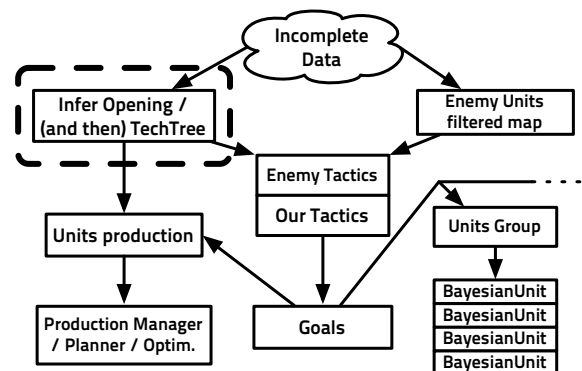 Incomplete
Data
Infer Opening /
(and then) TechTree
Enemy Units
filtered map
Enemy Tactics
Our Tactics
Units production
Units Group
Production Manager
/ Planner / Optim.
Goals
BayesianUnit
BayesianUnit
BayesianUnit
BayesianUnit